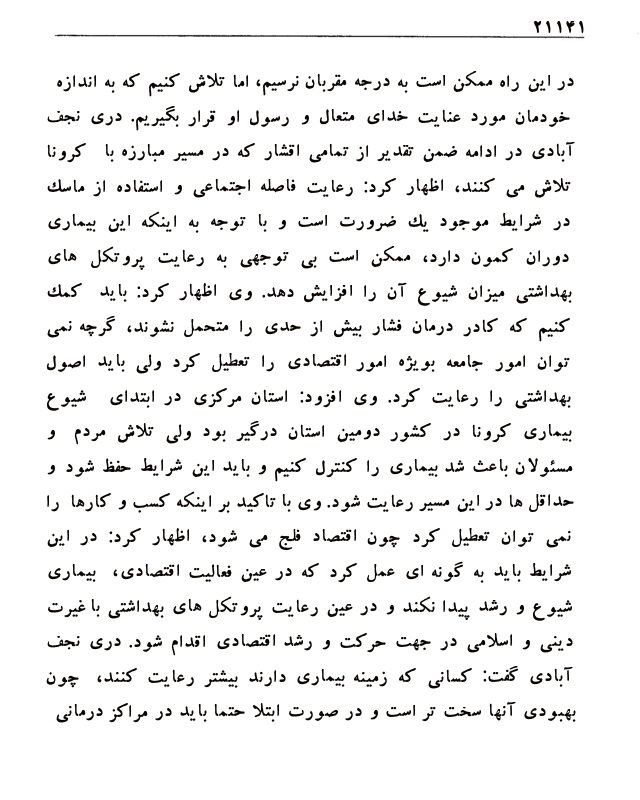 ۲۱۱۴۱
در این راه ممکن است به درجه مقربان نرسیم، اما تلاش کنیم که به اندازه
خودمان مورد عنایت خدای متعال و رسول او قرار بگیریم. دری نجف
آبادی در ادامه ضمن تقدیر از تمامی اقشار که در مسیر مبارزه با کرونا
تلاش می کنند، اظهار کرد: رعایت فاصله اجتماعی و استفاده از ماسك
در شرایط موجود یك ضرورت است و با توجه به اینکه این بیماری
دوران کمون دارد، ممکن است بی توجهی به رعایت پروتکل های
بهداشتی میزان شیوع آن را افزایش دهد. وی اظهار کرد: باید کمك
کنیم که کادر درمان فشار بیش از حدی را متحمل نشوند، گرچه نمی
توان امور جامعه بویژه امور اقتصادی را تعطیل کرد ولی باید اصول
بهداشتی را رعایت کرد. وی افزود: استان مرکزی در ابتدای شیوع
بیماری کرونا در کشور دومین استان درگیر بود ولی تلاش مردم و
مسئولان باعث شد بیماری را کنترل کنیم و باید این شرایط حفظ شود و
حداقل ها در این مسیر رعایت شود. وی با تاکید بر اینکه کسب و کارها را
نمی توان تعطیل کرد چون اقتصاد فلج می شود، اظهار کرد: در این
شرایط باید به گونه ای عمل کرد که در عین فعالیت اقتصادی، بیماری
شیوع و رشد پیدا نکند و در عین رعایت پروتکل های بهداشتی با غیرت
دینی و اسلامی در جهت حرکت و رشد اقتصادی اقدام شود. دری نجف
آبادی گفت: کسانی که زمینه بیماری دارند بیشتر رعایت کنند، چون
بهبودی آنها سخت تر است و در صورت ابتلا حتما باید در مراکز درمانی